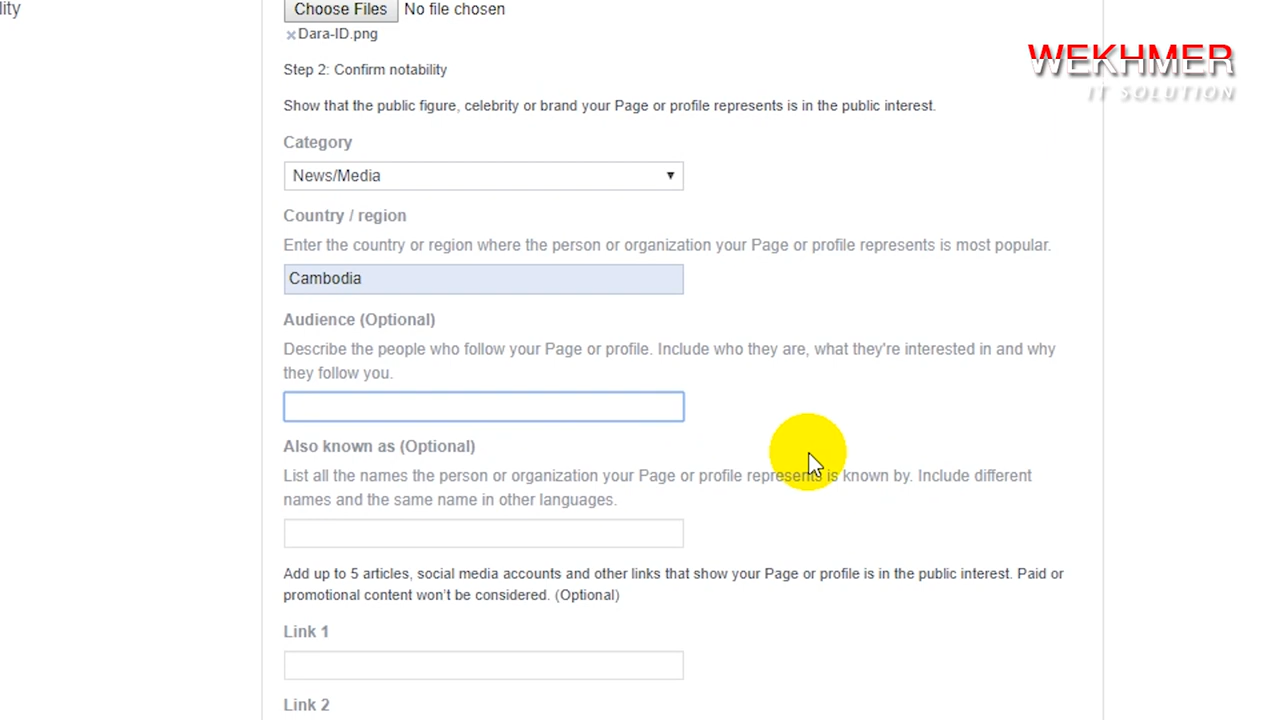 lity
Choose Files No file chosen
×Dara-ID.png
WEKHMER
IT SOLUTION
Step 2: Confirm notability
Show that the public figure, celebrity or brand your Page or profile represents is in the public interest.
Category
News/Media
Country / region
Enter the country or region where the person or organization your Page or profile represents is most popular.
Cambodia
Audience (Optional)
Describe the people who follow your Page or profile. Include who they are, what they're interested in and why
they follow you.
Also known as (Optional)
List all the names the person or organization your Page or profile represents is known by. Include different
names and the same name in other languages.
Add up to 5 articles, social media accounts and other links that show your Page or profile is in the public interest. Paid or
promotional content won't be considered. (Optional)
Link 1
Link 2